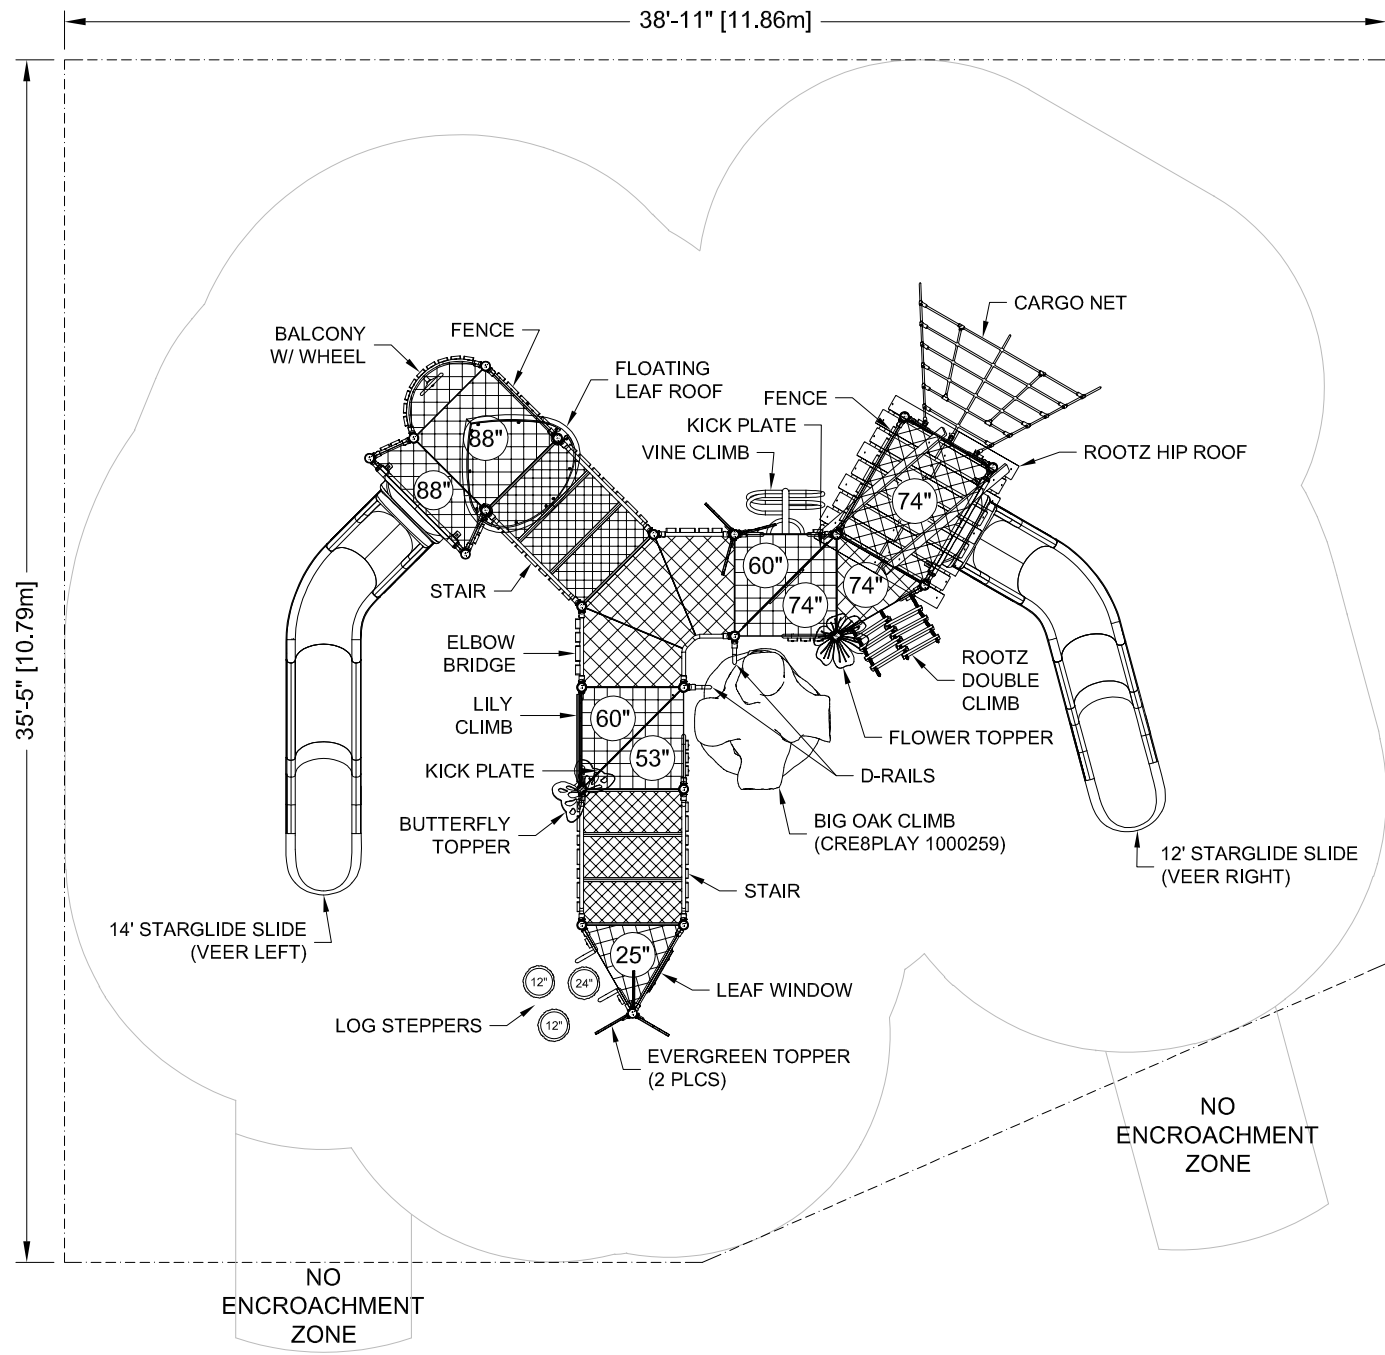 38'-11" [11.86m]
35'-5" [10.79m]
CARGO NET
BALCONY
W/ WHEEL
FENCE
FLOATING
LEAF ROOF
FENCE
KICK PLATE
VINE CLIMB
ROOTZ HIP ROOF
88"
88"
74"
60"
74"
74"
STAIR
ELBOW
BRIDGE
ROOTZ
DOUBLE
CLIMB
LILY
CLIMB
60"
53"
FLOWER TOPPER
KICK PLATE
D-RAILS
BUTTERFLY
TOPPER
BIG OAK CLIMB
(CRE8PLAY 1000259)
12' STARGLIDE SLIDE
(VEER RIGHT)
STAIR
14' STARGLIDE SLIDE
(VEER LEFT)
25"
12"
24"
12"
LEAF WINDOW
LOG STEPPERS
EVERGREEN TOPPER
(2 PLCS)
NO
ENCROACHMENT
ZONE
NO
ENCROACHMENT
ZONE